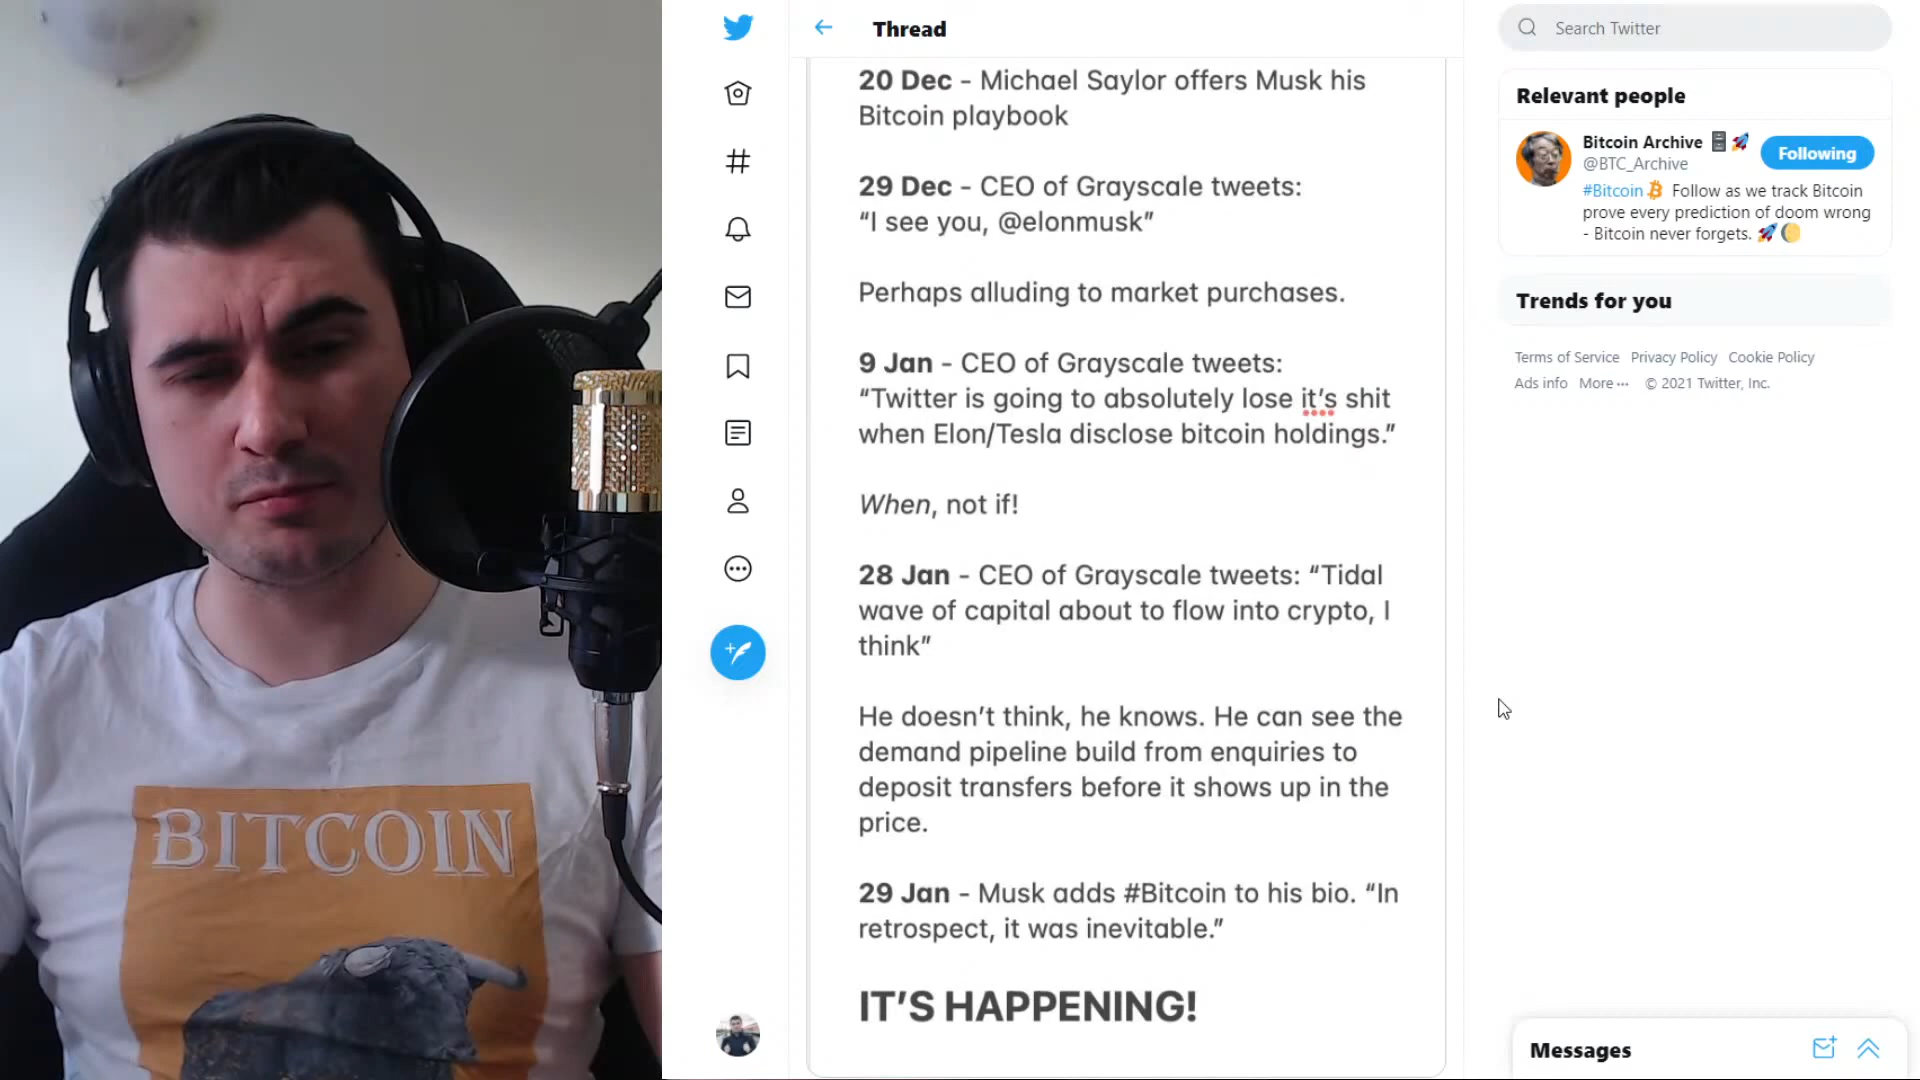 BITCOIN
Thread
20 Dec - Michael Saylor offers Musk his
Bitcoin playbook
29 Dec - CEO of Grayscale tweets:
“I see you, @elonmusk”
Perhaps alluding to market purchases.
9 Jan - CEO of Grayscale tweets:
“Twitter is going to absolutely lose it’s shit
when Elon/Tesla disclose bitcoin holdings.”
When, not if!
28 Jan - CEO of Grayscale tweets: “Tidal
wave of capital about to flow into crypto, I
think”
He doesn’t think, he knows. He can see the
demand pipeline build from enquiries to
deposit transfers before it shows up in the
price.
29 Jan - Musk adds #Bitcoin to his bio. “In
retrospect, it was inevitable.”
IT’S HAPPENING!
Search Twitter
Relevant people
Bitcoin Archive
@BTC_Archive
Following
#Bitcoin Follow as we track Bitcoin
prove every prediction of doom wrong
- Bitcoin never forgets.
Trends for you
Terms of Service Privacy Policy Cookie Policy
Ads info More ··· © 2021 Twitter, Inc.
Messages